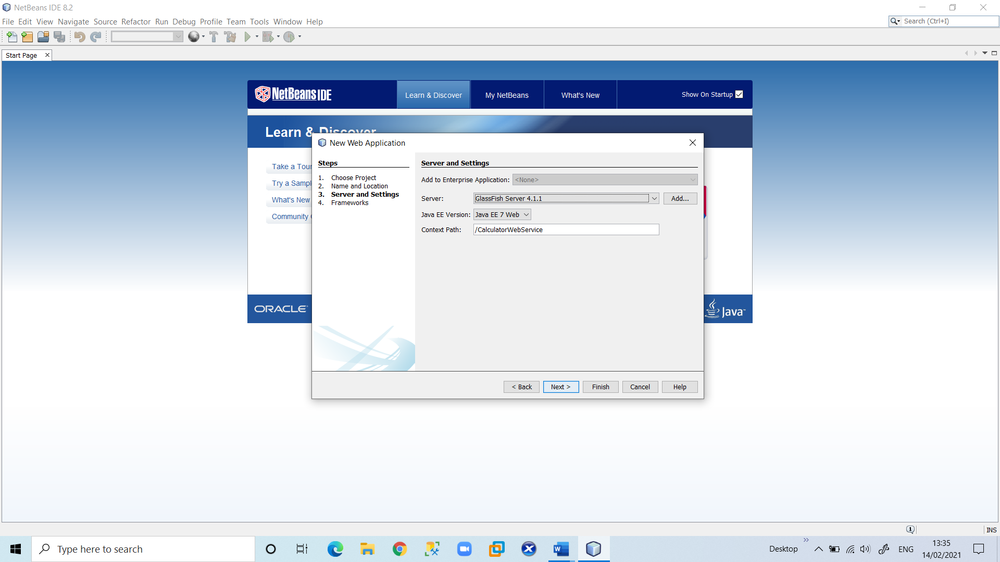 NetBeans IDE 8.2
File Edit View Navigate Source Refactor Run Debug Profile Team Tools Window Help
Search (Ctrl+I)
Start Page
NetBeans IDE
Learn & Discover
My NetBeans
What's New
Show On Startup
Learn & Discover
New Web Application
Take a Tour
Try a Sampl
What's New
Community
Steps
1. Choose Project
2. Name and Location
3. Server and Settings
4. Frameworks
Server and Settings
Add to Enterprise Application: <None>
Server: GlassFish Server 4.1.1 Add...
Java EE Version: Java EE 7 Web
Context Path: /CalculatorWebService
ORACLE
Java
< Back Next > Finish Cancel Help
1
INS
Type here to search
Desktop
ENG
13:35
14/02/2021